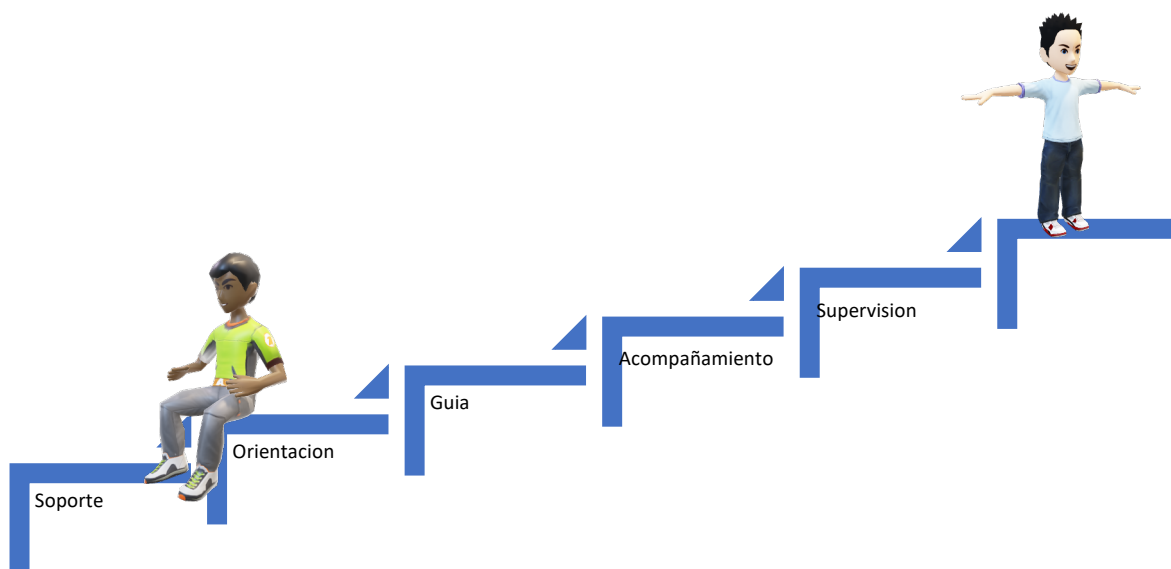 Soporte
Orientacion
Guia
Acompañamiento
Supervision